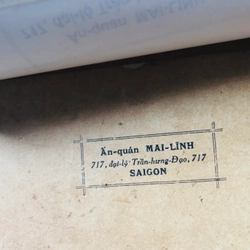 Ấn-quán MAI-LĨNH
717, đại-lộ Trần-hưng-Đạo, 717
SAIGON